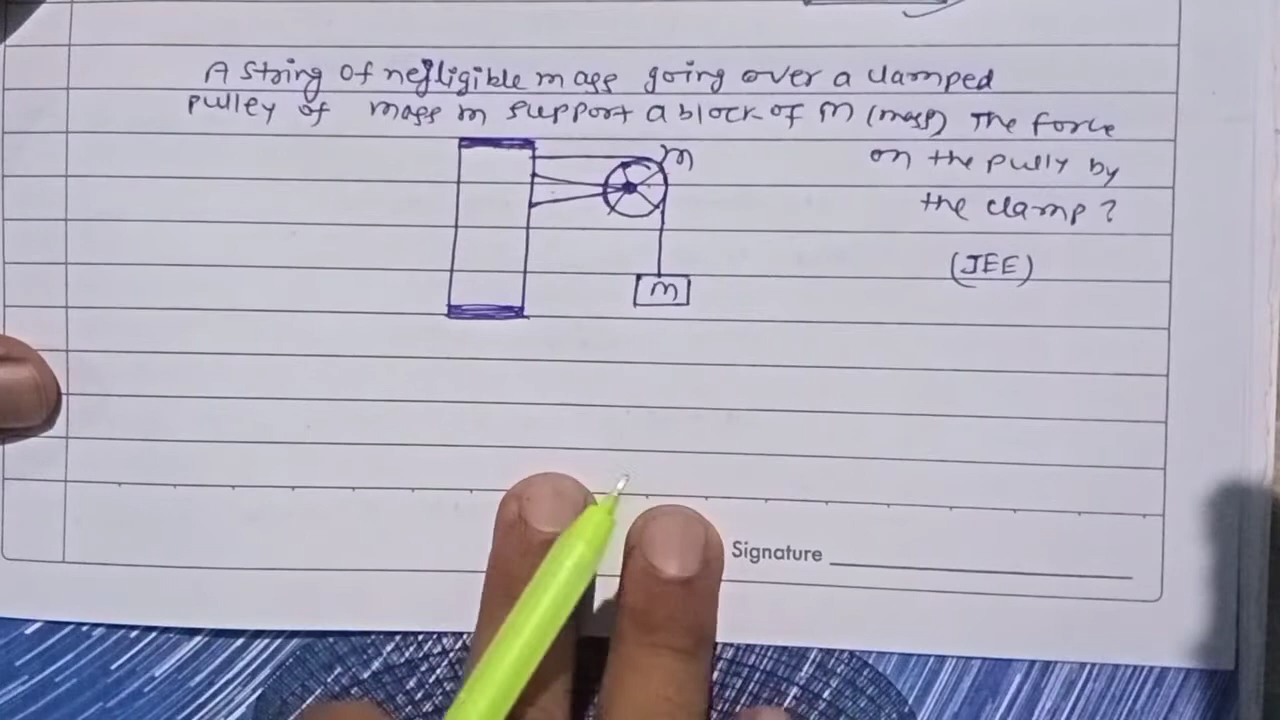 A String of negligible mass going over a clamped
pulley of mass m support a block of M (mass) The force
on the pully by
the clamp?
(JEE)
m
m
Signature